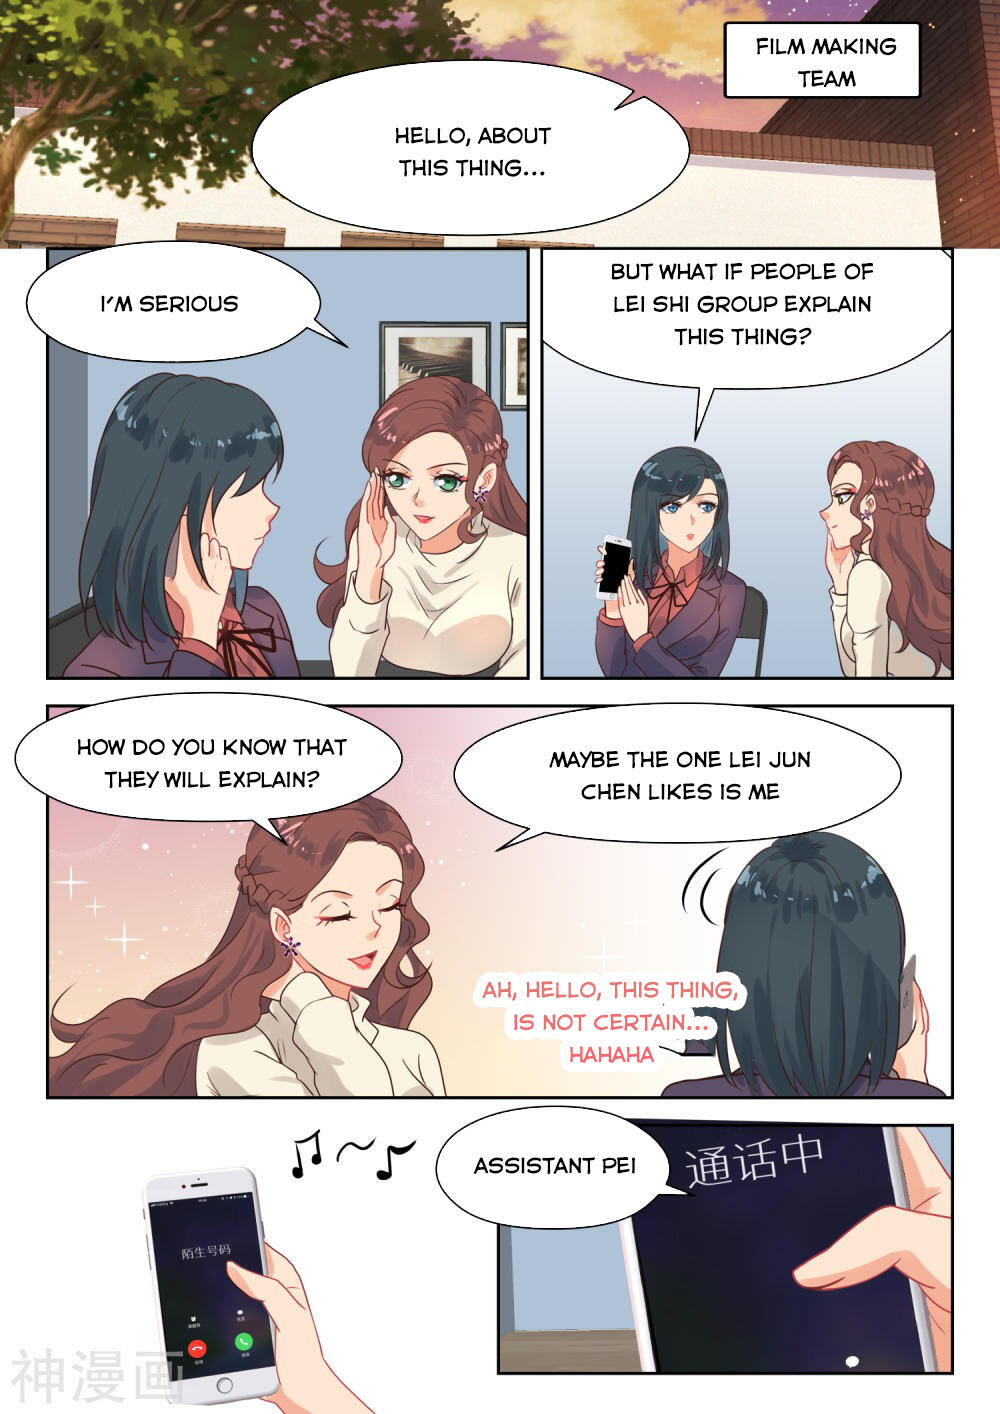 FILM MAKING
TEAM
HELLO, ABOUT
THIS THING...
I'M SERIOUS
BUT WHAT IF PEOPLE OF
LEI SHI GROUP EXPLAIN
THIS THING?
HOW DO YOU KNOW THAT
THEY WILL EXPLAIN?
MAYBE THE ONE LEI JUN
CHEN LIKES IS ME
AH, HELLO, THIS THING,
IS NOT CERTAIN...
HAHAHA
陌生号码
ASSISTANT PEI
通话中
神漫画